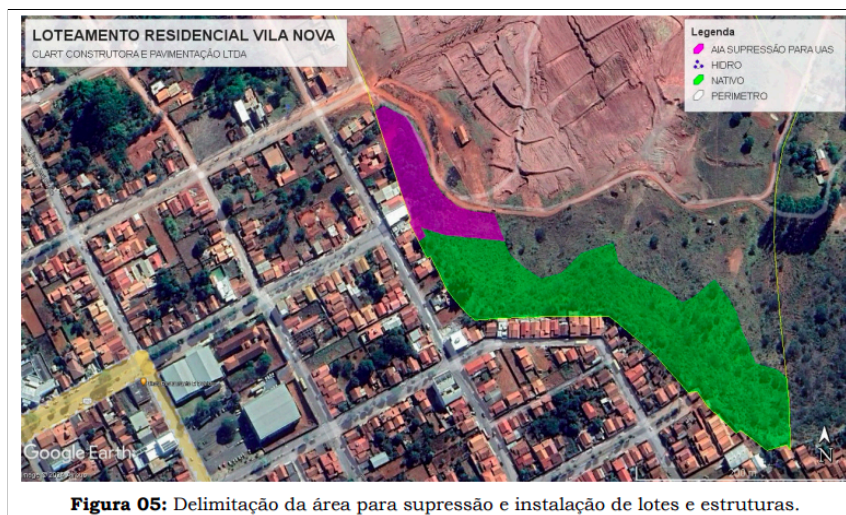 LOTEAMENTO RESIDENCIAL VILA NOVA
CLART CONSTRUTORA E PAVIMENTAÇÃO LTDA
Legenda
AIA SUPRESSÃO PARA UAS
HIDRO
NATIVO
PERIMETRO
Google Earth
N
Figura 05: Delimitação da área para supressão e instalação de lotes e estruturas.